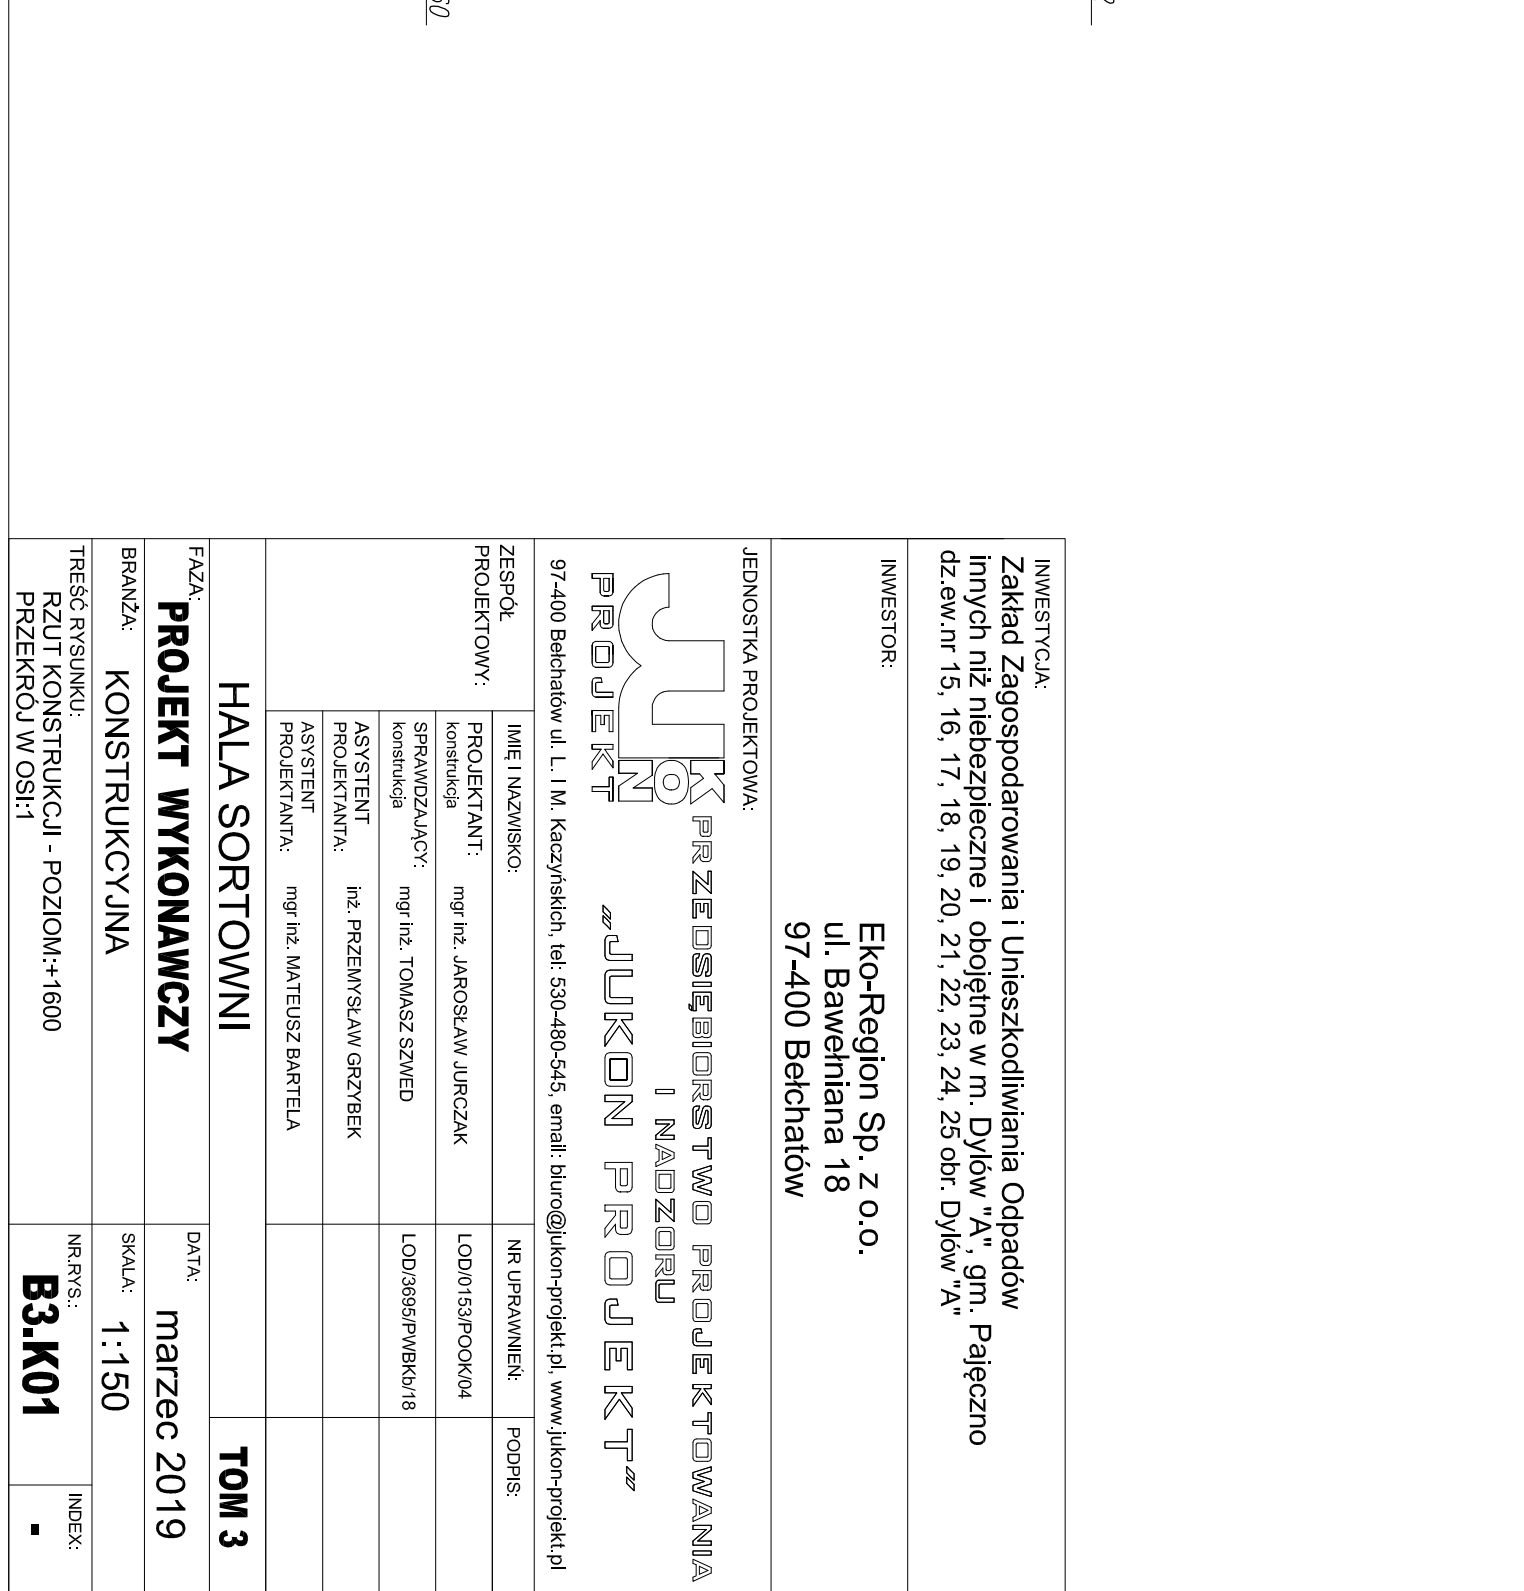 INWESTYCJA:
Zakład Zagospodarowania i Unieszkodliwiania Odpadów
innych niż niebezpieczne i obojętne w m. Dylów "A", gm. Pajęczno
dz.ew.nr 15, 16, 17, 18, 19, 20, 21, 22, 23, 24, 25 obr. Dylów "A"
INWESTOR:
Eko-Region Sp. z o.o.
ul. Bawełniana 18
97-400 Bełchatów
JEDNOSTKA PROJEKTOWA:
JUKON
PROJEKT
PRZEDSIĘBIORSTWO PROJEKTOWANIA
I NADZORU
„JUKON PROJEKT”
97-400 Bełchatów ul. L. I M. Kaczyńskich, tel: 530-480-545, email: biuro@jukon-projekt.pl, www.jukon-projekt.pl
ZESPÓŁ
PROJEKTOWY:
IMIĘ I NAZWISKO:
NR UPRAWNIEŃ:
PODPIS:
PROJEKTANT:
konstrukcja
mgr inż. JAROSŁAW JURCZAK
LOD/0153/POOK/04
SPRAWDZAJĄCY:
konstrukcja
mgr inż. TOMASZ SZWED
LOD/3695/PWBKb/18
ASYSTENT
PROJEKTANTA:
inż. PRZEMYSŁAW GRZYBEK
ASYSTENT
PROJEKTANTA:
mgr inż. MATEUSZ BARTELA
HALA SORTOWNI
TOM 3
FAZA:
PROJEKT WYKONAWCZY
DATA:
marzec 2019
BRANŻA:
KONSTRUKCYJNA
SKALA:
1:150
TREŚĆ RYSUNKU:
RZUT KONSTRUKCJI - POZIOM:+1600
PRZEKRÓJ W OSI:1
NR.RYS.:
B3.K01
INDEX:
-